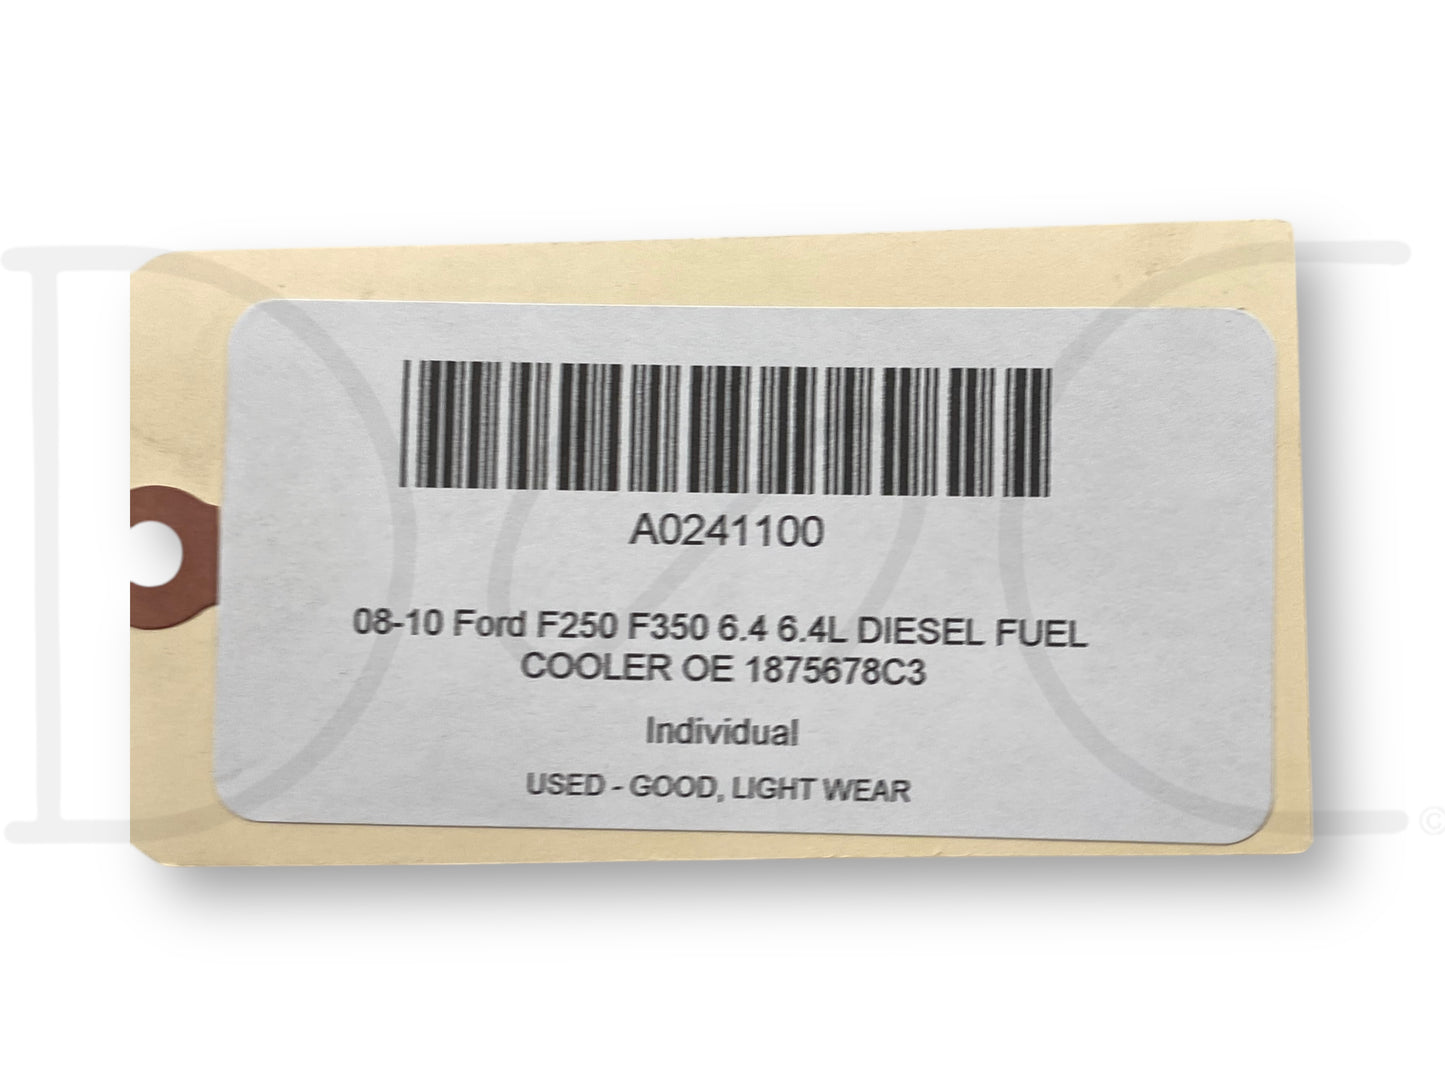 A0241100
08-10 Ford F250 F350 6.4 6.4L DIESEL FUEL
COOLER OE 1875678C3
Individual
USED - GOOD, LIGHT WEAR
©